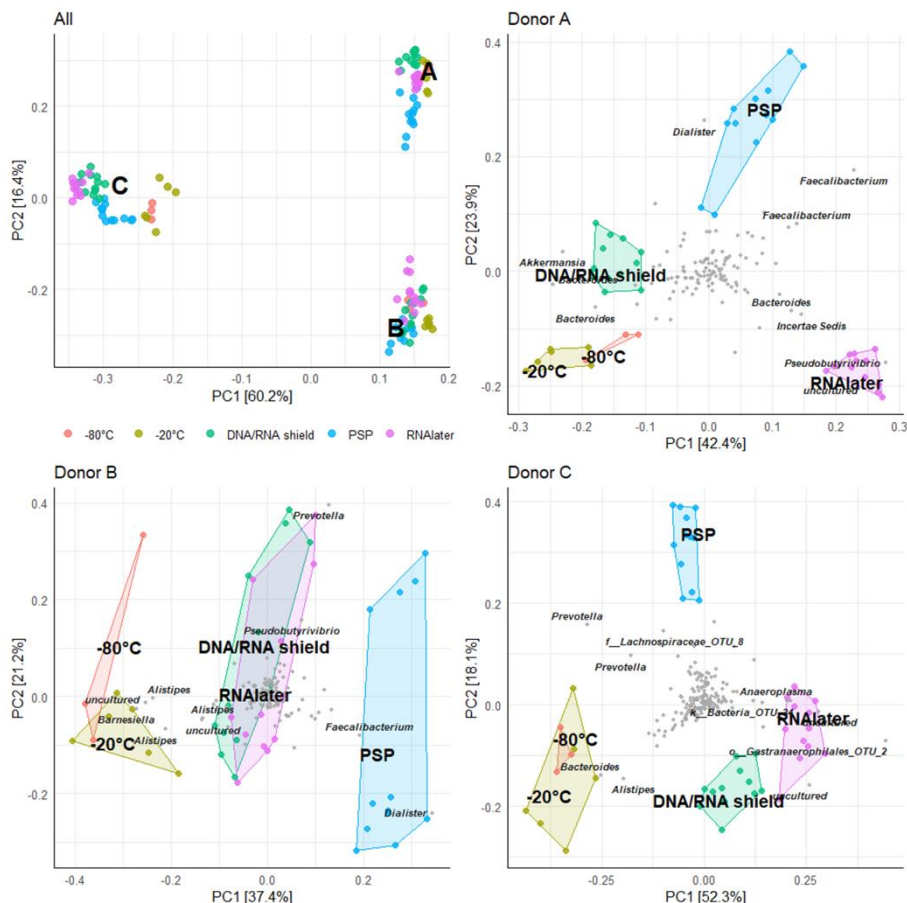 All
0.2
0.0
-0.2
PC2 [16.4%]
A
C
B
-0.3
-0.2
-0.1
0.0
0.1
0.2
PC1 [60.2%]
-80°C
-20°C
DNA/RNA shield
PSP
RNAlater
Donor A
0.4
0.2
0.0
-0.2
PC2 [23.9%]
PSP
Dialister
Faecalibacterium
Faecalibacterium
Akkermansia
DNA/RNA shield
Bacteroides
Bacteroides
Bacteroides
Incertae Sedis
-80°C
-20°C
Pseudobutyrivibrio
RNAlater
uncultured
-0.3
-0.2
-0.1
0.0
0.1
0.2
0.3
PC1 [42.4%]
Donor B
0.4
0.2
0.0
-0.2
PC2 [21.2%]
Prevotella
Pseudobutyrivibrio
-80°C
DNA/RNA shield
Alistipes
RNAlater
uncultured
Alistipes
Barnesiella
uncultured
Faecalibacterium
-20°C
Alistipes
PSP
Dialister
-0.4
-0.2
0.0
0.2
PC1 [37.4%]
Donor C
0.4
0.2
0.0
-0.2
PC2 [18.1%]
PSP
Prevotella
f__Lachnospiraceae_OTU_8
Prevotella
Anaeroplasma
RNAlater
uncultured
-80°C
o__Gastranaerophilales_OTU_2
Bacteroides
Alistipes
-20°C
DNA/RNA shield
uncultured
-0.25
0.00
0.25
PC1 [52.3%]